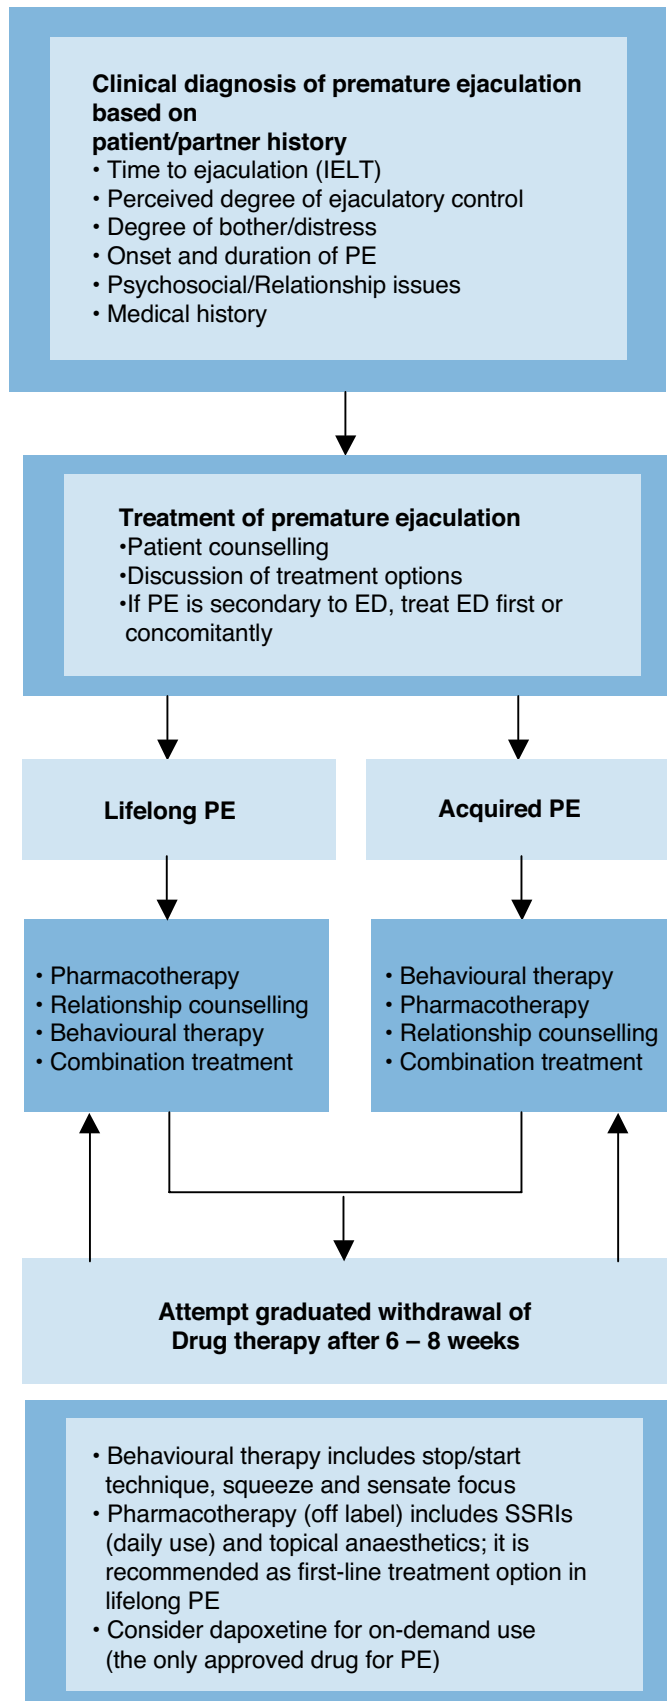 Clinical diagnosis of premature ejaculation
based on
patient/partner history
• Time to ejaculation (IELT)
• Perceived degree of ejaculatory control
• Degree of bother/distress
• Onset and duration of PE
• Psychosocial/Relationship issues
• Medical history
Treatment of premature ejaculation
•Patient counselling
•Discussion of treatment options
•If PE is secondary to ED, treat ED first or
concomitantly
Lifelong PE
Acquired PE
• Pharmacotherapy
• Relationship counselling
• Behavioural therapy
• Combination treatment
• Behavioural therapy
• Pharmacotherapy
• Relationship counselling
• Combination treatment
Attempt graduated withdrawal of
Drug therapy after 6 – 8 weeks
• Behavioural therapy includes stop/start
technique, squeeze and sensate focus
• Pharmacotherapy (off label) includes SSRIs
(daily use) and topical anaesthetics; it is
recommended as first-line treatment option in
lifelong PE
• Consider dapoxetine for on-demand use
(the only approved drug for PE)